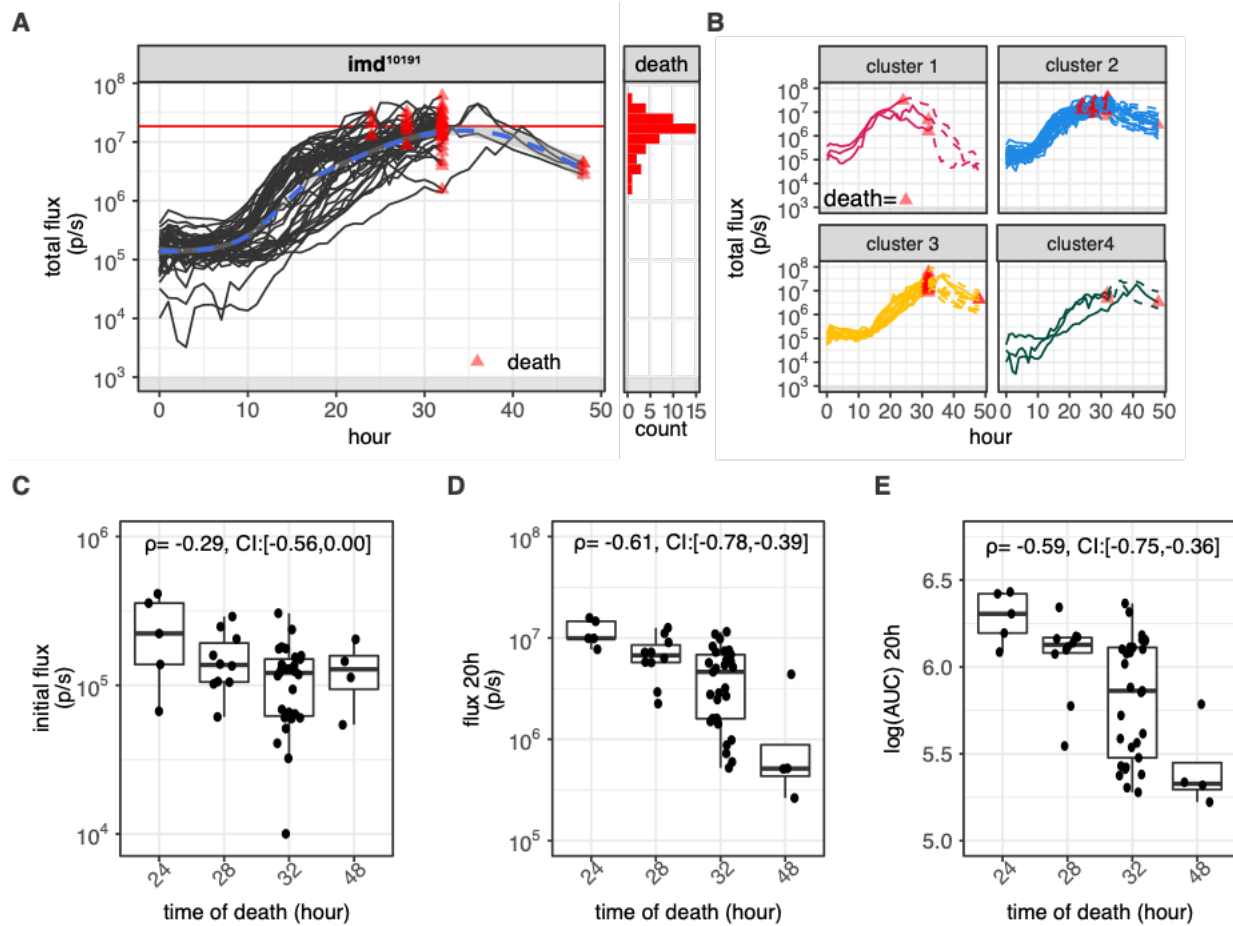 A
imd¹⁰¹⁹¹
death
10⁸
10⁷
10⁶
10⁵
10⁴
10³
total flux
(p/s)
death
0 10 20 30 40 50
hour
0 5 10 15
count
B
cluster 1
cluster 2
10⁸
10⁷
10⁶
10⁵
10⁴
10³
death=
cluster 3
cluster4
total flux
(p/s)
10⁸
10⁷
10⁶
10⁵
10⁴
10³
0 10 20 30 40 50 0 10 20 30 40 50
hour
C
ρ= -0.29, CI:[-0.56,0.00]
10⁶
10⁵
10⁴
initial flux
(p/s)
24 28 32 48
time of death (hour)
D
ρ= -0.61, CI:[-0.78,-0.39]
10⁸
10⁷
10⁶
10⁵
flux 20h
(p/s)
24 28 32 48
time of death (hour)
E
ρ= -0.59, CI:[-0.75,-0.36]
6.5
6.0
5.5
5.0
log(AUC) 20h
24 28 32 48
time of death (hour)